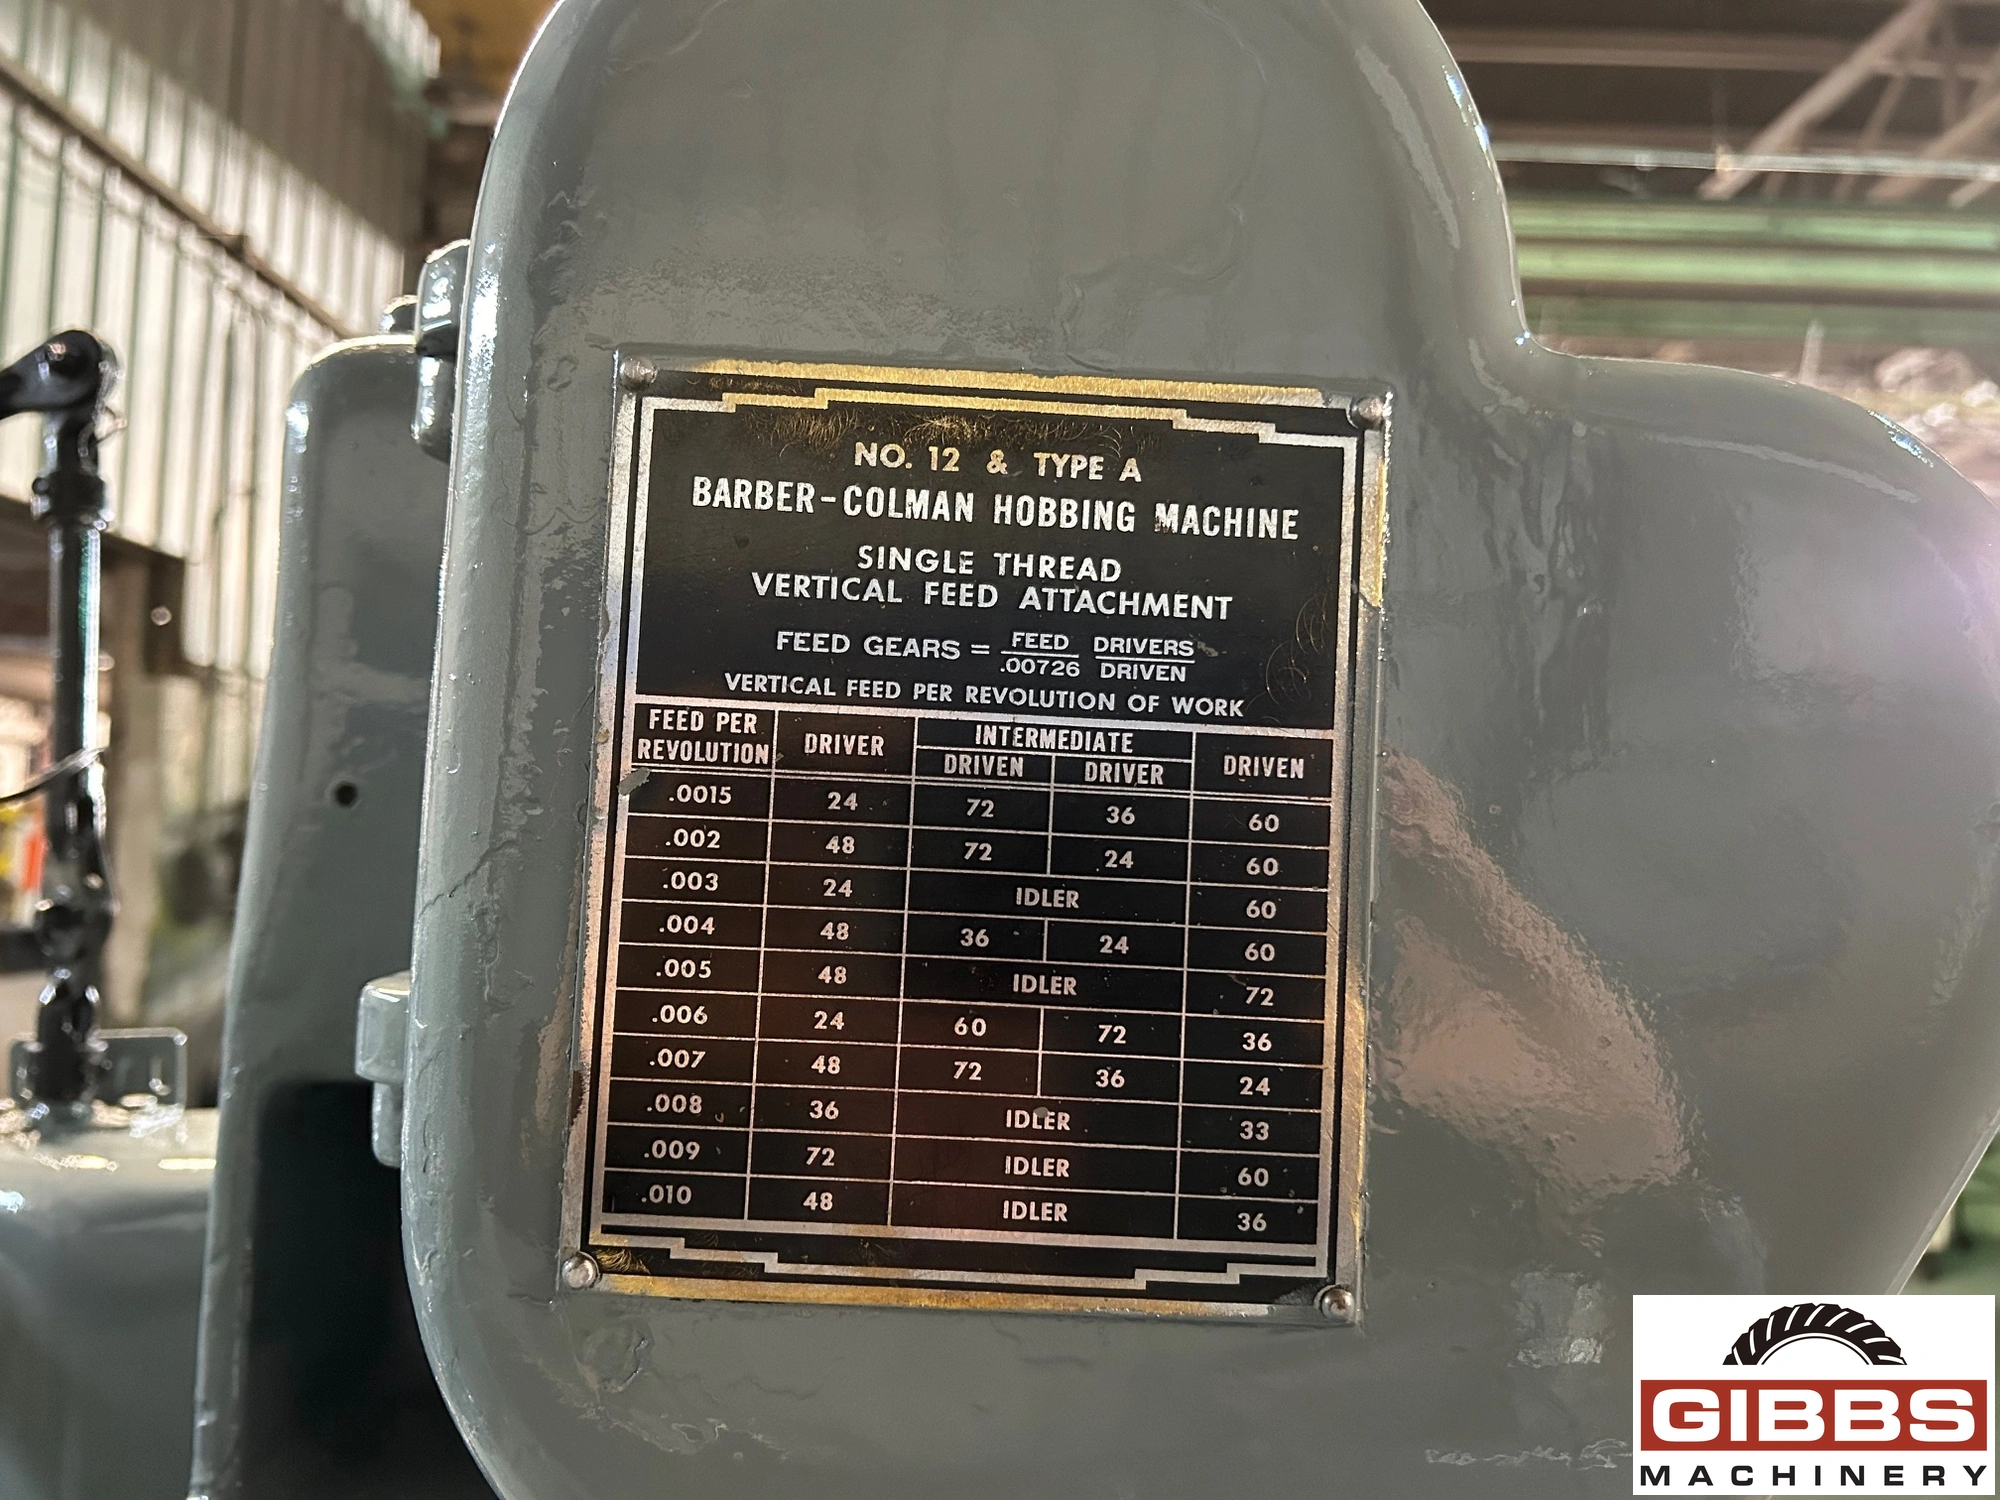 NO. 12 & TYPE A
BARBER-COLMAN HOBBING MACHINE
SINGLE THREAD
VERTICAL FEED ATTACHMENT
FEED GEARS = FEED/.00726 DRIVERS/DRIVEN
VERTICAL FEED PER REVOLUTION OF WORK
FEED PER REVOLUTION DRIVER INTERMEDIATE DRIVEN
DRIVEN DRIVER
.0015 24 72 36 60
.002 48 72 24 60
.003 24 IDLER 60
.004 48 36 24 60
.005 48 IDLER 72
.006 24 60 72 36
.007 48 72 36 24
.008 36 IDLER 33
.009 72 IDLER 60
.010 48 IDLER 36
GIBBS
MACHINERY